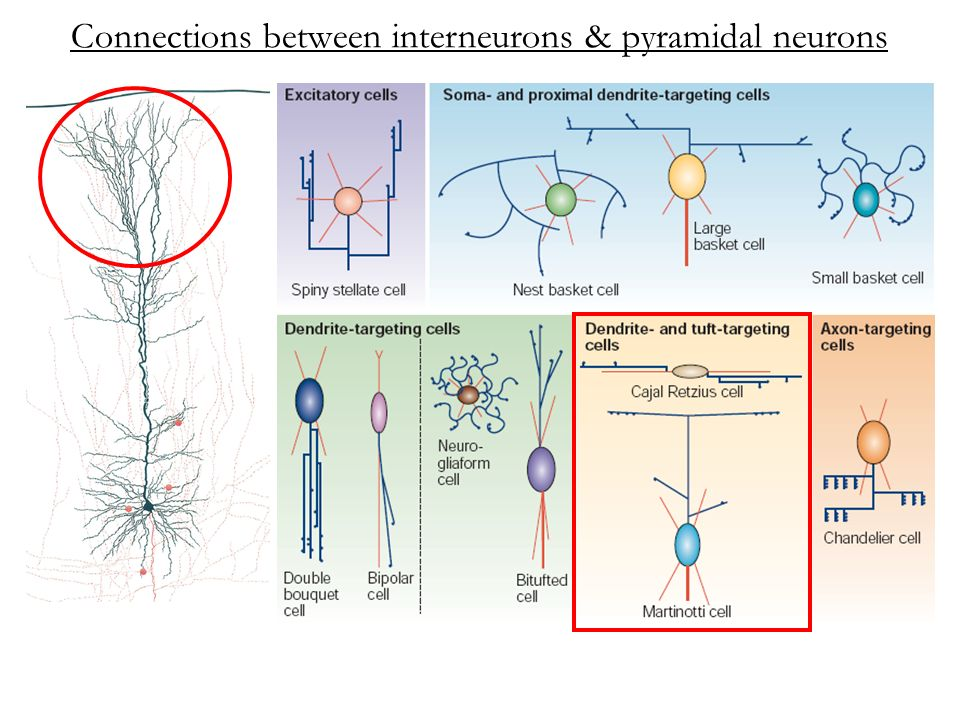 Connections between interneurons & pyramidal neurons
Excitatory cells
Spiny stellate cell
Soma- and proximal dendrite-targeting cells
Nest basket cell
Large
basket cell
Small basket cell
Dendrite-targeting cells
Double
bouquet
cell
Bipolar
cell
Neuro-
gliaform
cell
Bitufted
cell
Dendrite- and tuft-targeting
cells
Cajal Retzius cell
Martinotti cell
Axon-targeting
cells
Chandelier cell